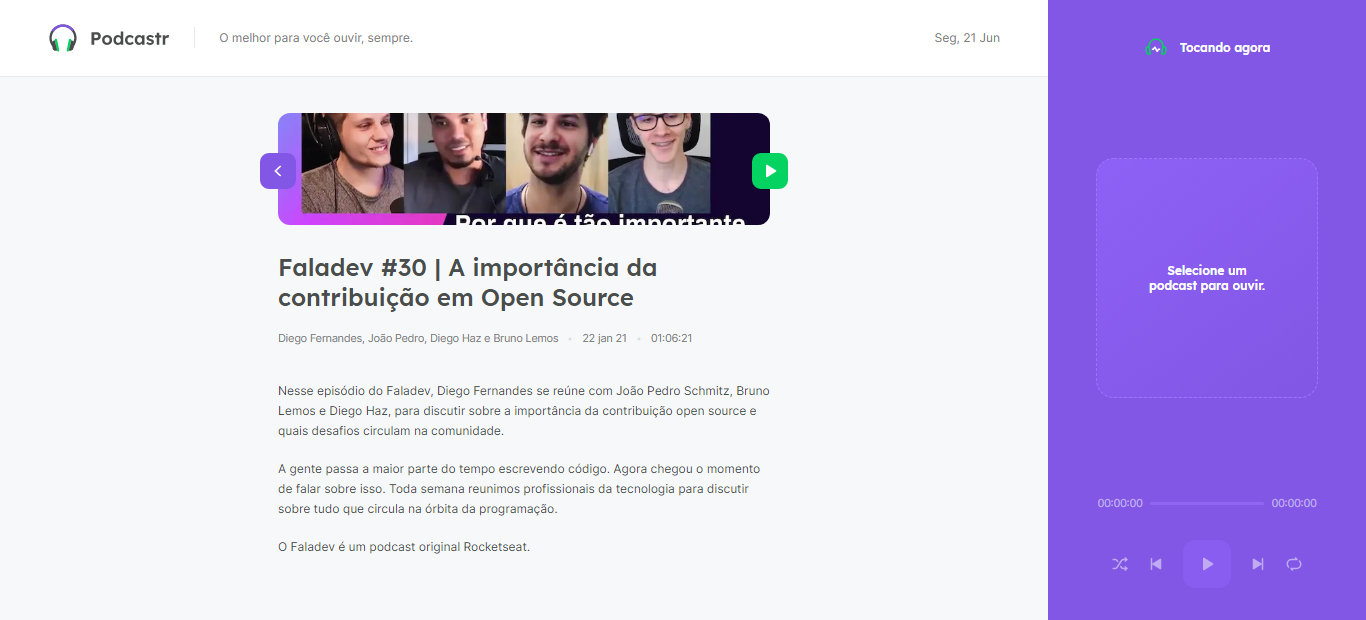 Podcastr
O melhor para você ouvir, sempre.
Seg, 21 Jun
Tocando agora
Por que é tão importante
Faladev #30 | A importância da
contribuição em Open Source
Diego Fernandes, João Pedro, Diego Haz e Bruno Lemos • 22 jan 21 • 01:06:21
Nesse episódio do Faladev, Diego Fernandes se reúne com João Pedro Schmitz, Bruno
Lemos e Diego Haz, para discutir sobre a importância da contribuição open source e
quais desafios circulam na comunidade.
A gente passa a maior parte do tempo escrevendo código. Agora chegou o momento
de falar sobre isso. Toda semana reunimos profissionais da tecnologia para discutir
sobre tudo que circula na órbita da programação.
O Faladev é um podcast original Rocketseat.
Selecione um
podcast para ouvir.
00:00:00
00:00:00